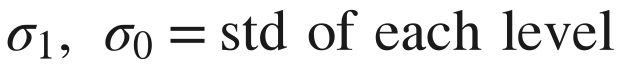 σ₁, σ₀ = std of each level